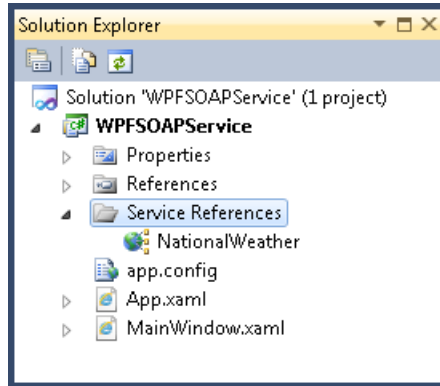 Solution Explorer
Solution 'WPFSOAPService' (1 project)
WPFSOAPService
Properties
References
Service References
NationalWeather
app.config
App.xaml
MainWindow.xaml